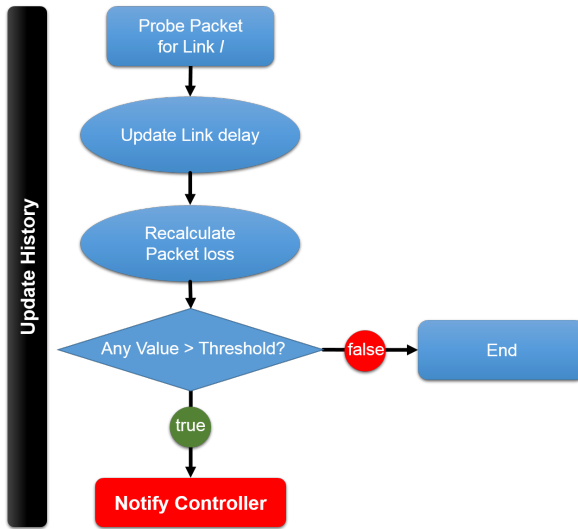 Probe Packet
for Link l
Update Link delay
Recalculate
Packet loss
Any Value > Threshold?
false
End
true
Notify Controller
Update History